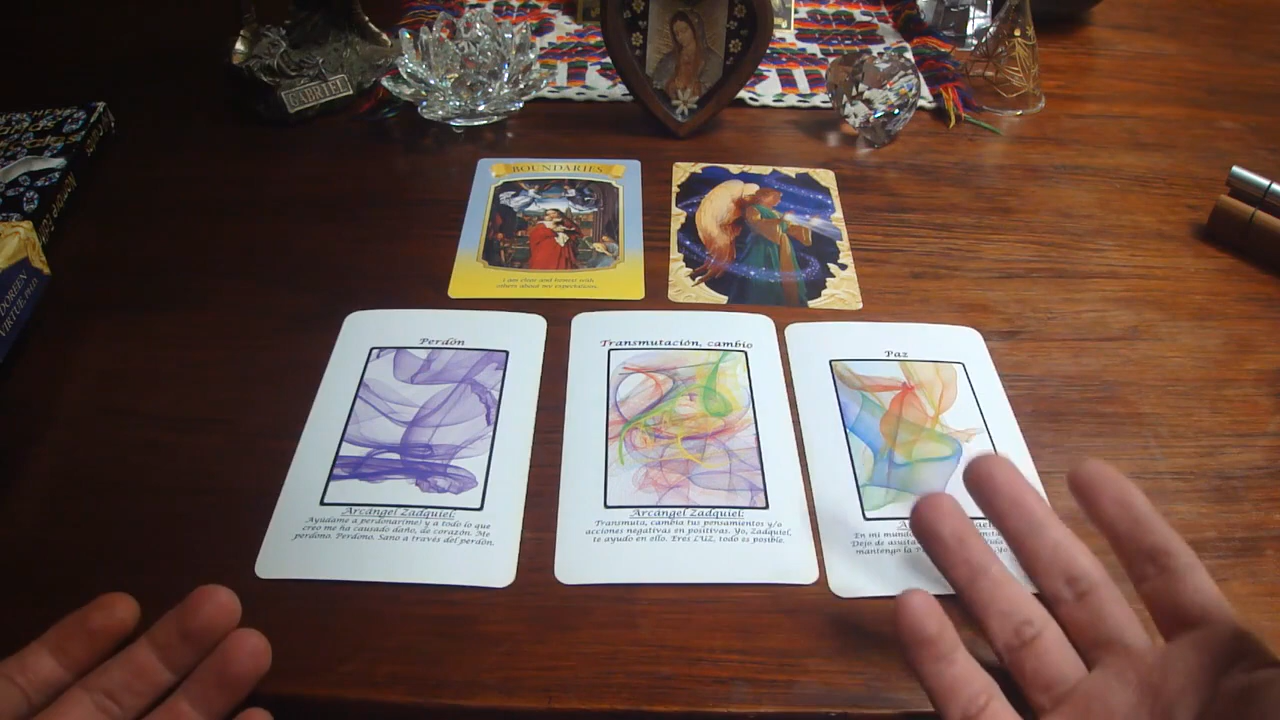 GABRIEL
DOREEN
VIRTUE, PhD
BOUNDARIES
I am clear and honest with
others about my expectations.
Perdón
Arcángel Zadquiel:
Ayúdame a perdonar(me) y a todo lo que
creo me ha causado daño, de corazón. Me
perdono. Perdono. Sano a través del perdón.
Transmutación, cambio
Arcángel Zadquiel:
Transmuta, cambia tus pensamientos y/o
acciones negativas en positivas. Yo, Zadquiel,
te ayudo en ello. Eres LUZ, todo es posible.
Paz
En mi mundo
Dejo de
mantengo la